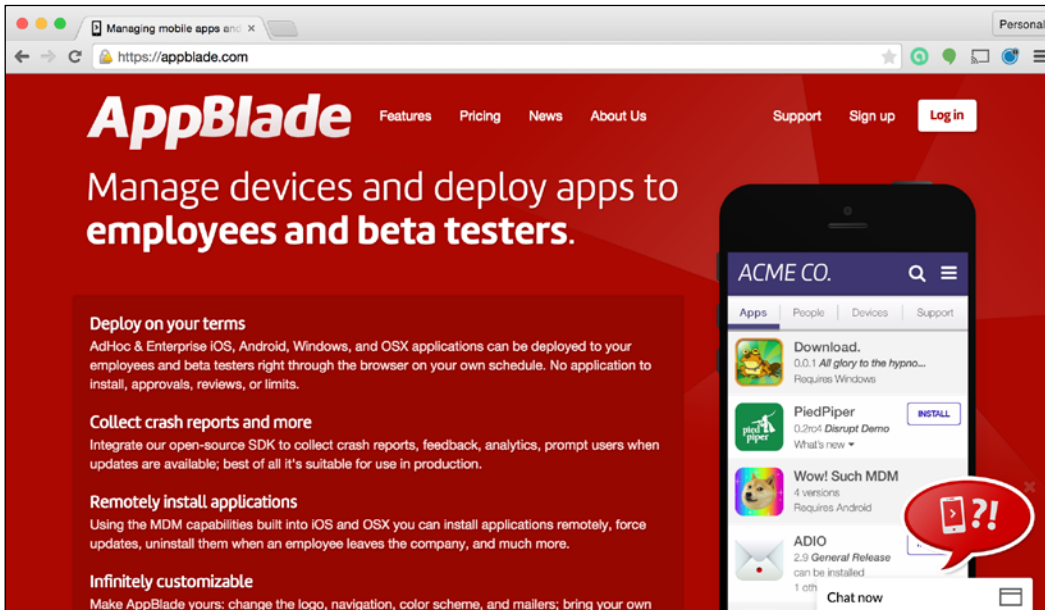 Managing mobile apps and
Personal
https://appblade.com
AppBlade
Features Pricing News About Us
Support Sign up Log in
Manage devices and deploy apps to
employees and beta testers.
Deploy on your terms
AdHoc & Enterprise iOS, Android, Windows, and OSX applications can be deployed to your
employees and beta testers right through the browser on your own schedule. No application to
install, approvals, reviews, or limits.
Collect crash reports and more
Integrate our open-source SDK to collect crash reports, feedback, analytics, prompt users when
updates are available; best of all it's suitable for use in production.
Remotely install applications
Using the MDM capabilities built into iOS and OSX you can install applications remotely, force
updates, uninstall them when an employee leaves the company, and much more.
Infinitely customizable
Make AppBlade yours: change the logo, navigation, color scheme, and mailers; bring your own
ACME CO.
Apps People Devices Support
Download.
0.0.1 All glory to the hypno...
Requires Windows
pied piper
PiedPiper
INSTALL
0.2rc4 Disrupt Demo
What's new
Wow! Such MDM
4 versions
Requires Android
ADIO
2.9 General Release
can be installed
1 oth
?!
Chat now